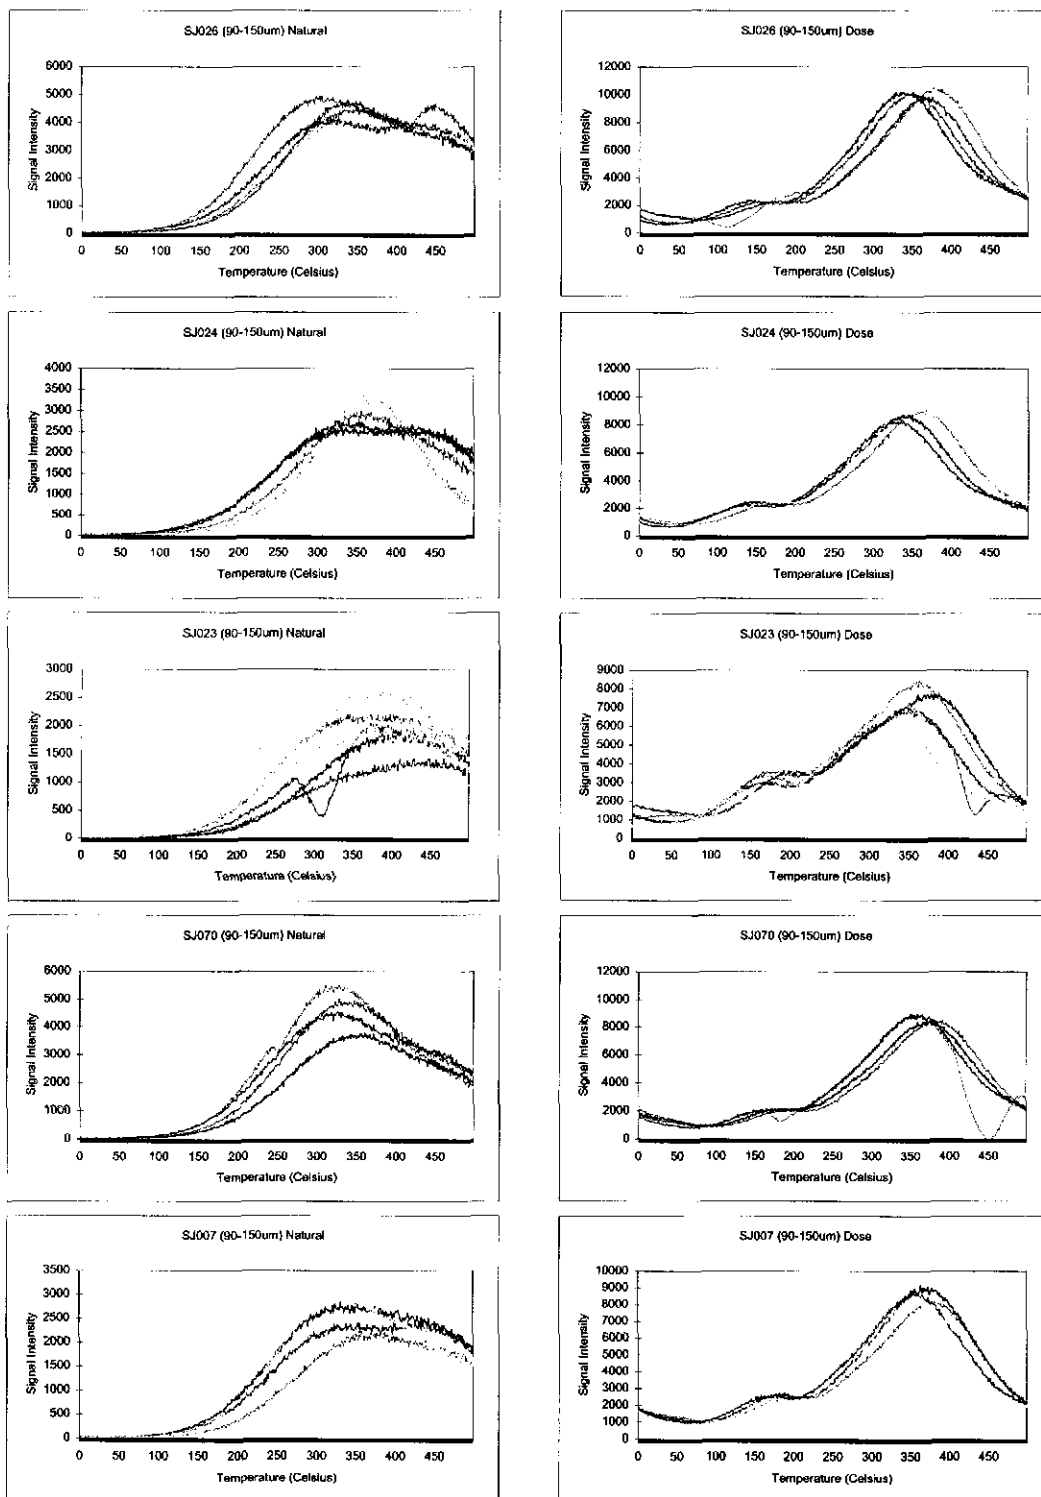 SJ026 (90-150um) Natural
6000
5000
4000
3000
2000
1000
0
Signal Intensity
0 50 100 150 200 250 300 350 400 450
Temperature (Celsius)
SJ026 (90-150um) Dose
12000
10000
8000
6000
4000
2000
0
Signal Intensity
0 50 100 150 200 250 300 350 400 450
Temperature (Celsius)
SJ024 (90-150um) Natural
4000
3500
3000
2500
2000
1500
1000
500
0
Signal Intensity
0 50 100 150 200 250 300 350 400 450
Temperature (Celsius)
SJ024 (90-150um) Dose
12000
10000
8000
6000
4000
2000
0
Signal Intensity
0 50 100 150 200 250 300 350 400 450
Temperature (Celsius)
SJ023 (90-150um) Natural
3000
2500
2000
1500
1000
500
0
Signal Intensity
0 50 100 150 200 250 300 350 400 450
Temperature (Celsius)
SJ023 (90-150um) Dose
9000
8000
7000
6000
5000
4000
3000
2000
1000
0
Signal Intensity
0 50 100 150 200 250 300 350 400 450
Temperature (Celsius)
SJ070 (90-150um) Natural
6000
5000
4000
3000
2000
1000
0
Signal Intensity
0 50 100 150 200 250 300 350 400 450
Temperature (Celsius)
SJ070 (90-150um) Dose
12000
10000
8000
6000
4000
2000
0
Signal Intensity
0 50 100 150 200 250 300 350 400 450
Temperature (Celsius)
SJ007 (90-150um) Natural
3500
3000
2500
2000
1500
1000
500
0
Signal Intensity
0 50 100 150 200 250 300 350 400 450
Temperature (Celsius)
SJ007 (90-150um) Dose
10000
9000
8000
7000
6000
5000
4000
3000
2000
1000
0
Signal Intensity
0 50 100 150 200 250 300 350 400 450
Temperature (Celsius)